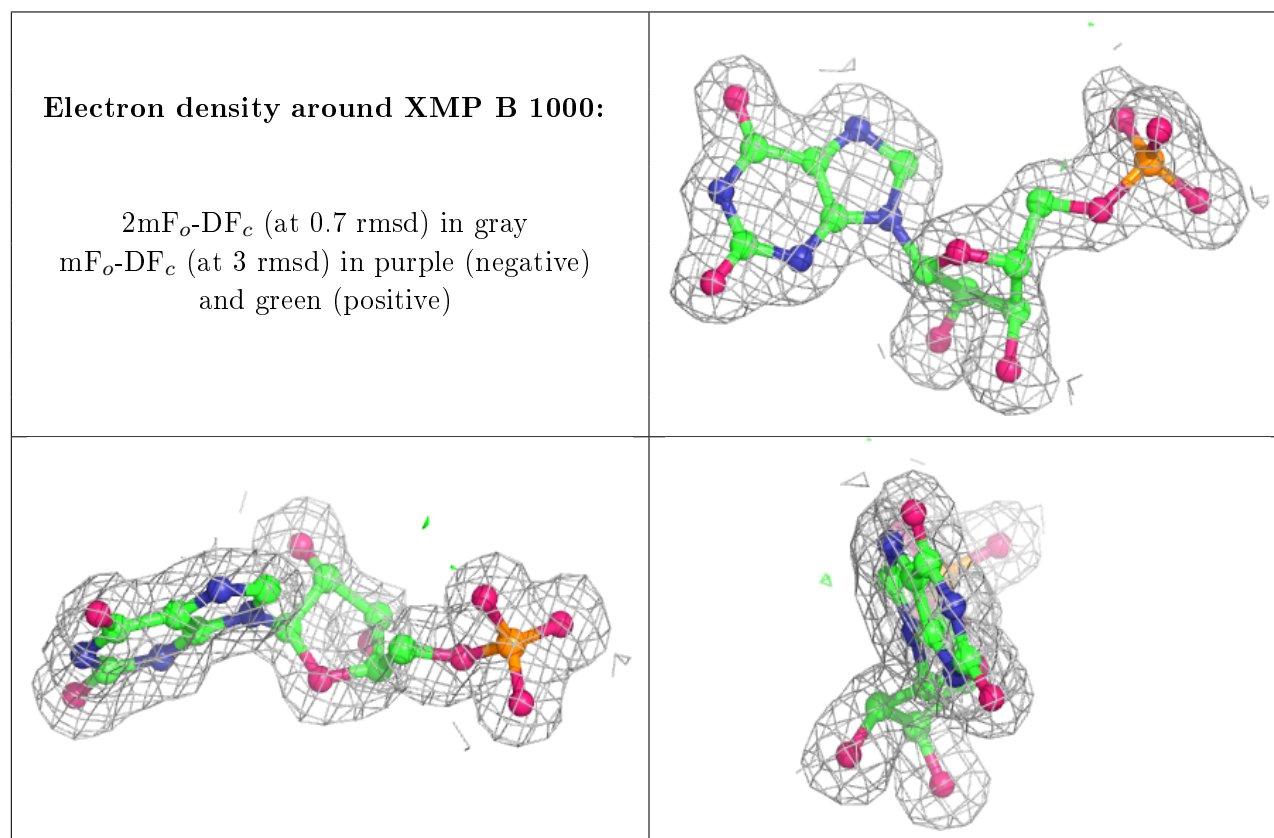 Electron density around XMP B 1000:
2mFo-DFc (at 0.7 rmsd) in gray
mFo-DFc (at 3 rmsd) in purple (negative)
and green (positive)